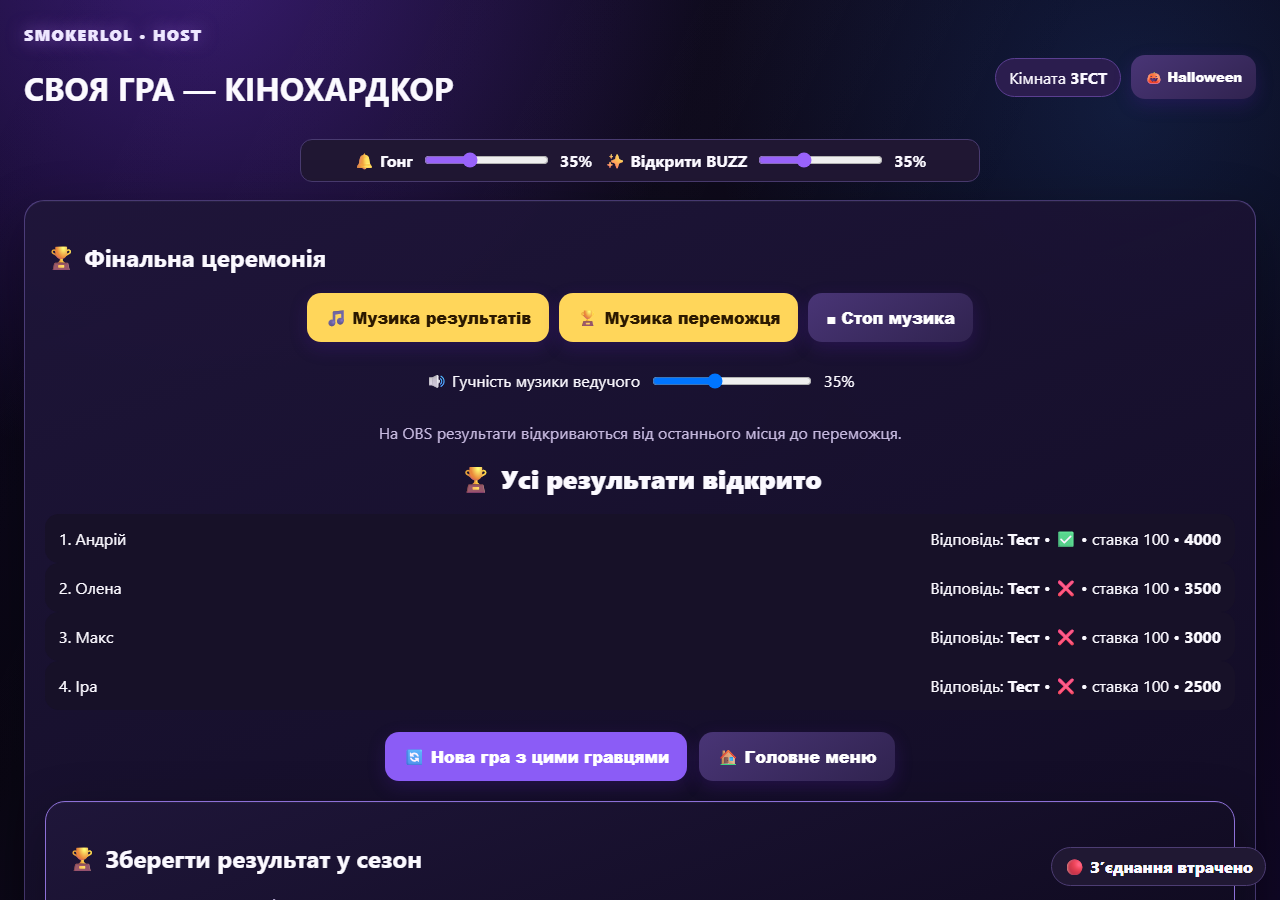 SMOKERLOL • HOST
СВОЯ ГРА — КІНОХАРДКОР
Кімната 3FCT
🎃 Halloween
🔔 Гонг 35% ✨ Відкрити BUZZ 35%
🏆 Фінальна церемонія
🎵 Музика результатів
🏆 Музика переможця
■ Стоп музика
🔊 Гучність музики ведучого 35%
На OBS результати відкриваються від останнього місця до переможця.
🏆 Усі результати відкрито
1. Андрій Відповідь: Тест • ✅ • ставка 100 • 4000
2. Олена Відповідь: Тест • ❌ • ставка 100 • 3500
3. Макс Відповідь: Тест • ❌ • ставка 100 • 3000
4. Іра Відповідь: Тест • ❌ • ставка 100 • 2500
🔄 Нова гра з цими гравцями
🏠 Головне меню
🏆 Зберегти результат у сезон
🔴 З’єднання втрачено